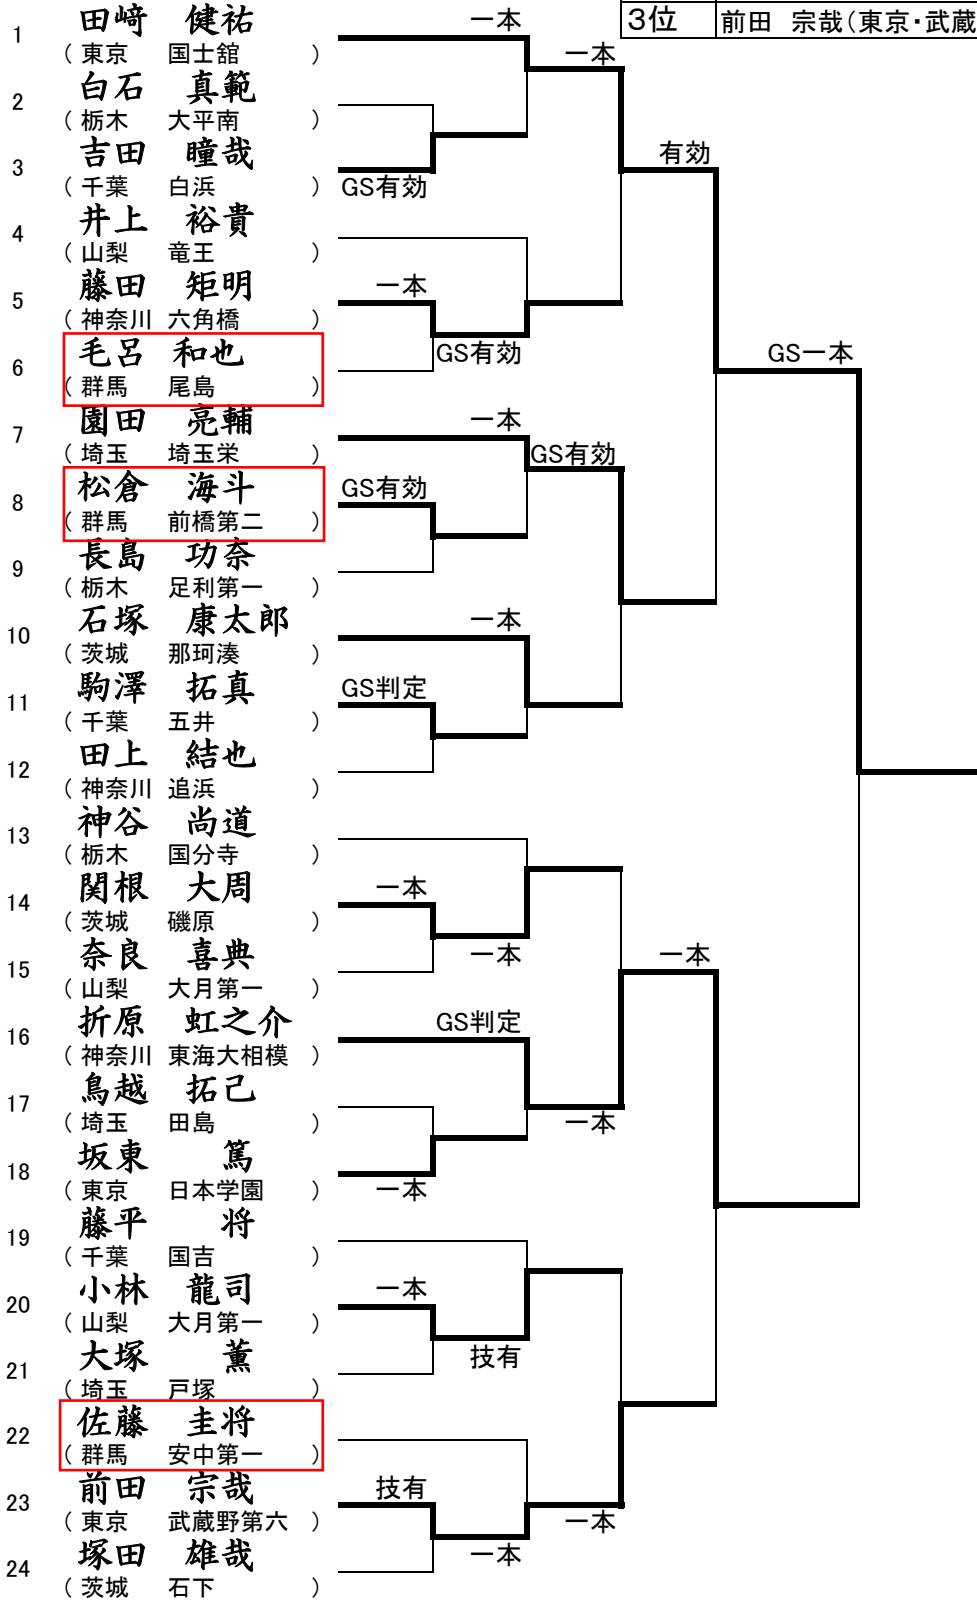 3位 前田 宗哉(東京・武蔵
1 田﨑 健祐 一本
(東京 国士舘) 一本
2 白石 真範
(栃木 大平南)
3 吉田 瞳哉 有効
(千葉 白浜) GS有効
4 井上 裕貴
(山梨 竜王)
5 藤田 矩明 一本
(神奈川 六角橋)
6 毛呂 和也 GS有効 GS一本
(群馬 尾島)
7 園田 亮輔 一本
(埼玉 埼玉栄) GS有効
8 松倉 海斗 GS有効
(群馬 前橋第二)
9 長島 功奈
(栃木 足利第一)
10 石塚 康太郎 一本
(茨城 那珂湊)
11 駒澤 拓真 GS判定
(千葉 五井)
12 田上 結也
(神奈川 追浜)
13 神谷 尚道
(栃木 国分寺)
14 関根 大周 一本
(茨城 磯原)
15 奈良 喜典 一本 一本
(山梨 大月第一)
16 折原 虹之介 GS判定
(神奈川 東海大相模)
17 鳥越 拓己
(埼玉 田島) 一本
18 坂東 篤
(東京 日本学園) 一本
19 藤平 将
(千葉 国吉)
20 小林 龍司 一本
(山梨 大月第一)
21 大塚 薫 技有
(埼玉 戸塚)
22 佐藤 圭将
(群馬 安中第一)
23 前田 宗哉 技有
(東京 武蔵野第六) 一本
24 塚田 雄哉 一本
(茨城 石下)